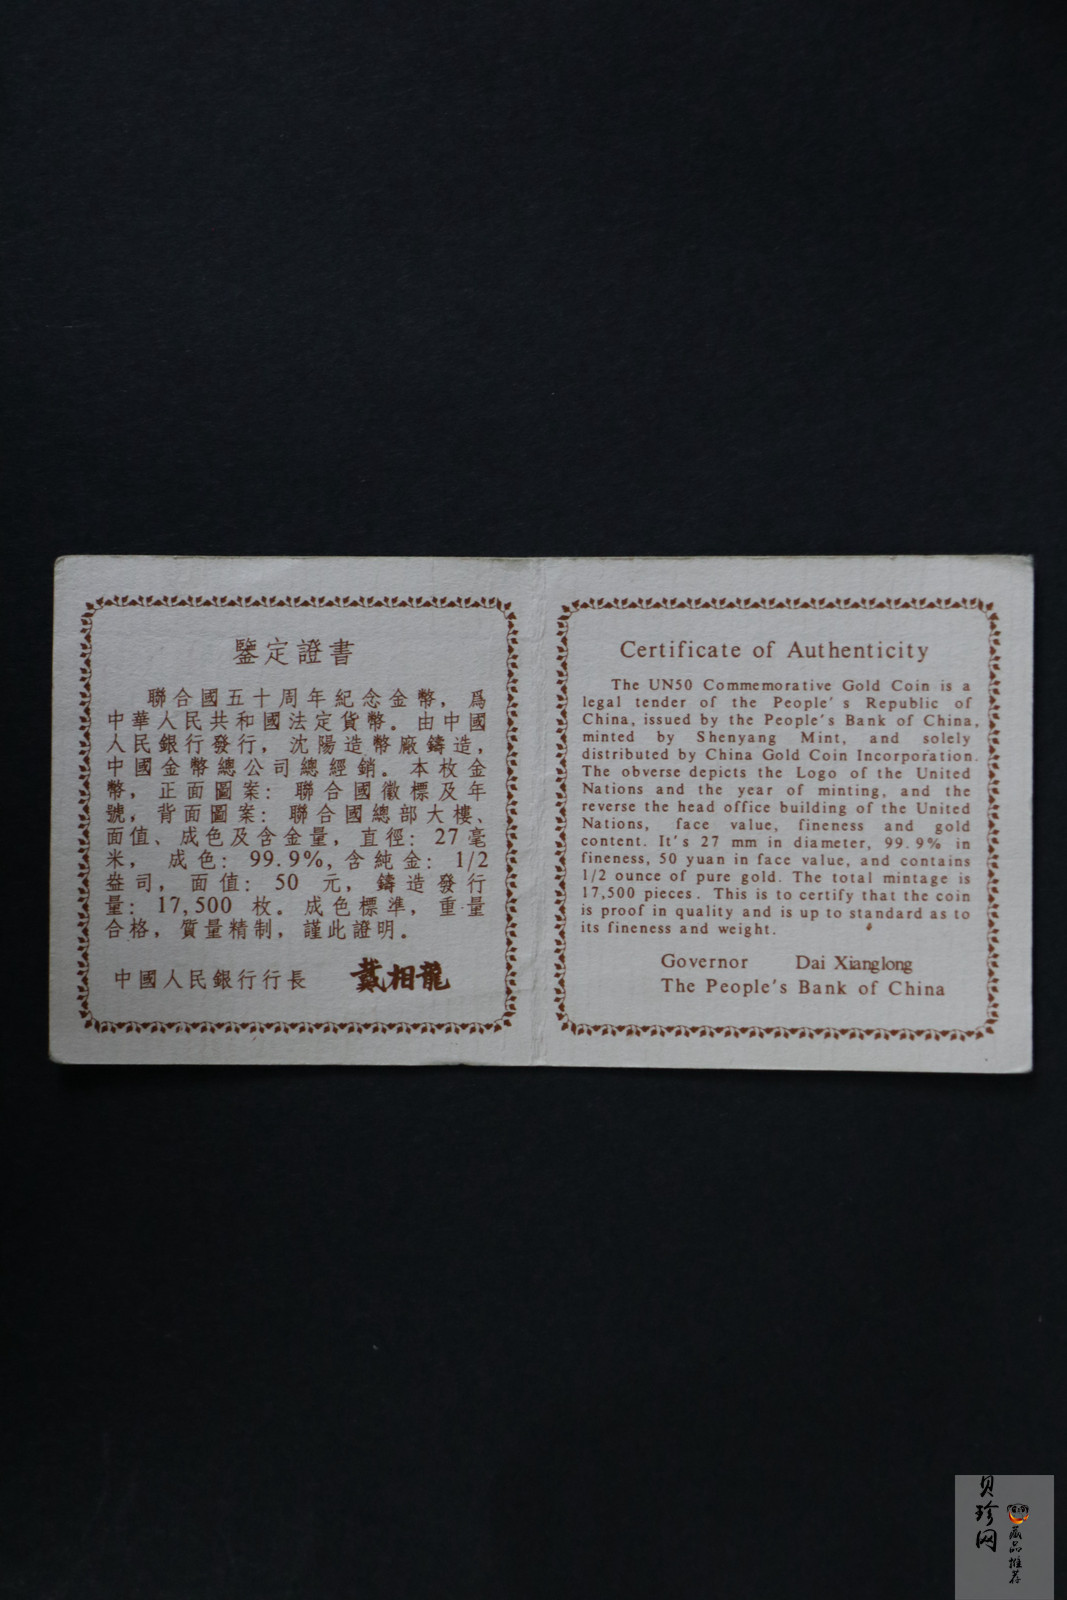 鑒定證書
聯合國五十周年紀念金幣，爲
中華人民共和國法定貨幣。由中國
人民銀行發行，沈陽造幣廠鑄造，
中國金幣總公司總經銷。本枚金
幣，正面圖案：聯合國徽標及年
號，背面圖案：聯合國總部大樓、
面值、成色及含金量，直徑：27毫
米，成色：99.9%，含純金：1/2
盎司，面值：50元，鑄造發行
量：17,500枚。成色標準，重量
合格，質量精制，謹此證明。
中國人民銀行行長 戴相龍
Certificate of Authenticity
The UN50 Commemorative Gold Coin is a
legal tender of the People's Republic of
China, issued by the People's Bank of China,
minted by Shenyang Mint, and solely
distributed by China Gold Coin Incorporation.
The obverse depicts the Logo of the United
Nations and the year of minting, and the
reverse the head office building of the United
Nations, face value, fineness and gold
content. It's 27 mm in diameter, 99.9% in
fineness, 50 yuan in face value, and contains
1/2 ounce of pure gold. The total mintage is
17,500 pieces. This is to certify that the coin
is proof in quality and is up to standard as to
its fineness and weight.
Governor Dai Xianglong
The People's Bank of China
贝珍网
藏品推荐